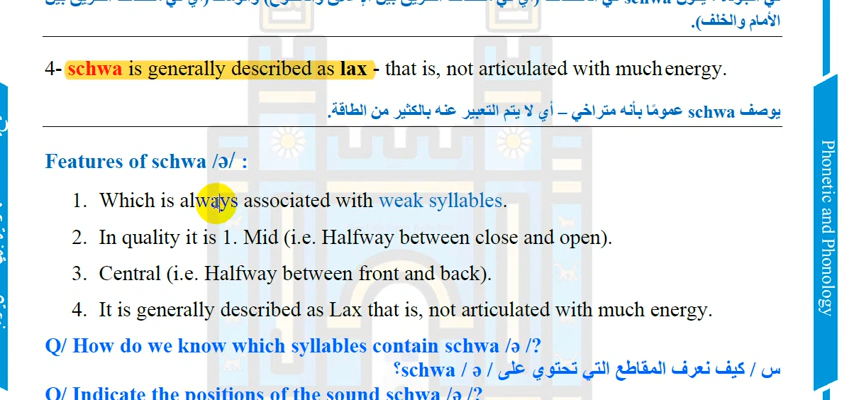 الأمام والخلف).
4- schwa is generally described as lax - that is, not articulated with much energy.
يوصف schwa عمومًا بأنه متراخي – أي لا يتم التعبير عنه بالكثير من الطاقة.
Features of schwa /ə/ :
1. Which is always associated with weak syllables.
2. In quality it is 1. Mid (i.e. Halfway between close and open).
3. Central (i.e. Halfway between front and back).
4. It is generally described as Lax that is, not articulated with much energy.
Q/ How do we know which syllables contain schwa /ə /?
س / كيف نعرف المقاطع التي تحتوي على / ə / schwa؟
Q/ Indicate the positions of the sound schwa /ə /?
Phonetic and Phonology